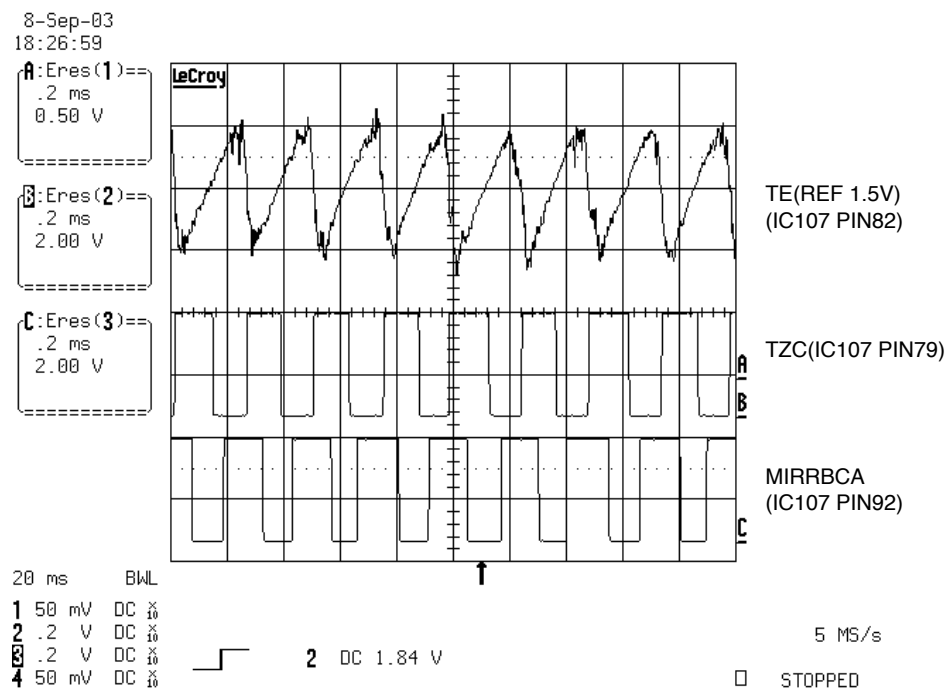 8-Sep-03
18:26:59
A:Eres(1)==
.2 ms
0.50 V
B:Eres(2)==
.2 ms
2.00 V
C:Eres(3)==
.2 ms
2.00 V
LeCroy
TE(REF 1.5V)
(IC107 PIN82)
TZC(IC107 PIN79)
A
B
MIRRBCA
(IC107 PIN92)
C
20 ms BWL
1 50 mV DC X10
2 .2 V DC X10
3 .2 V DC X10
4 50 mV DC X10
2 DC 1.84 V
5 MS/s
STOPPED